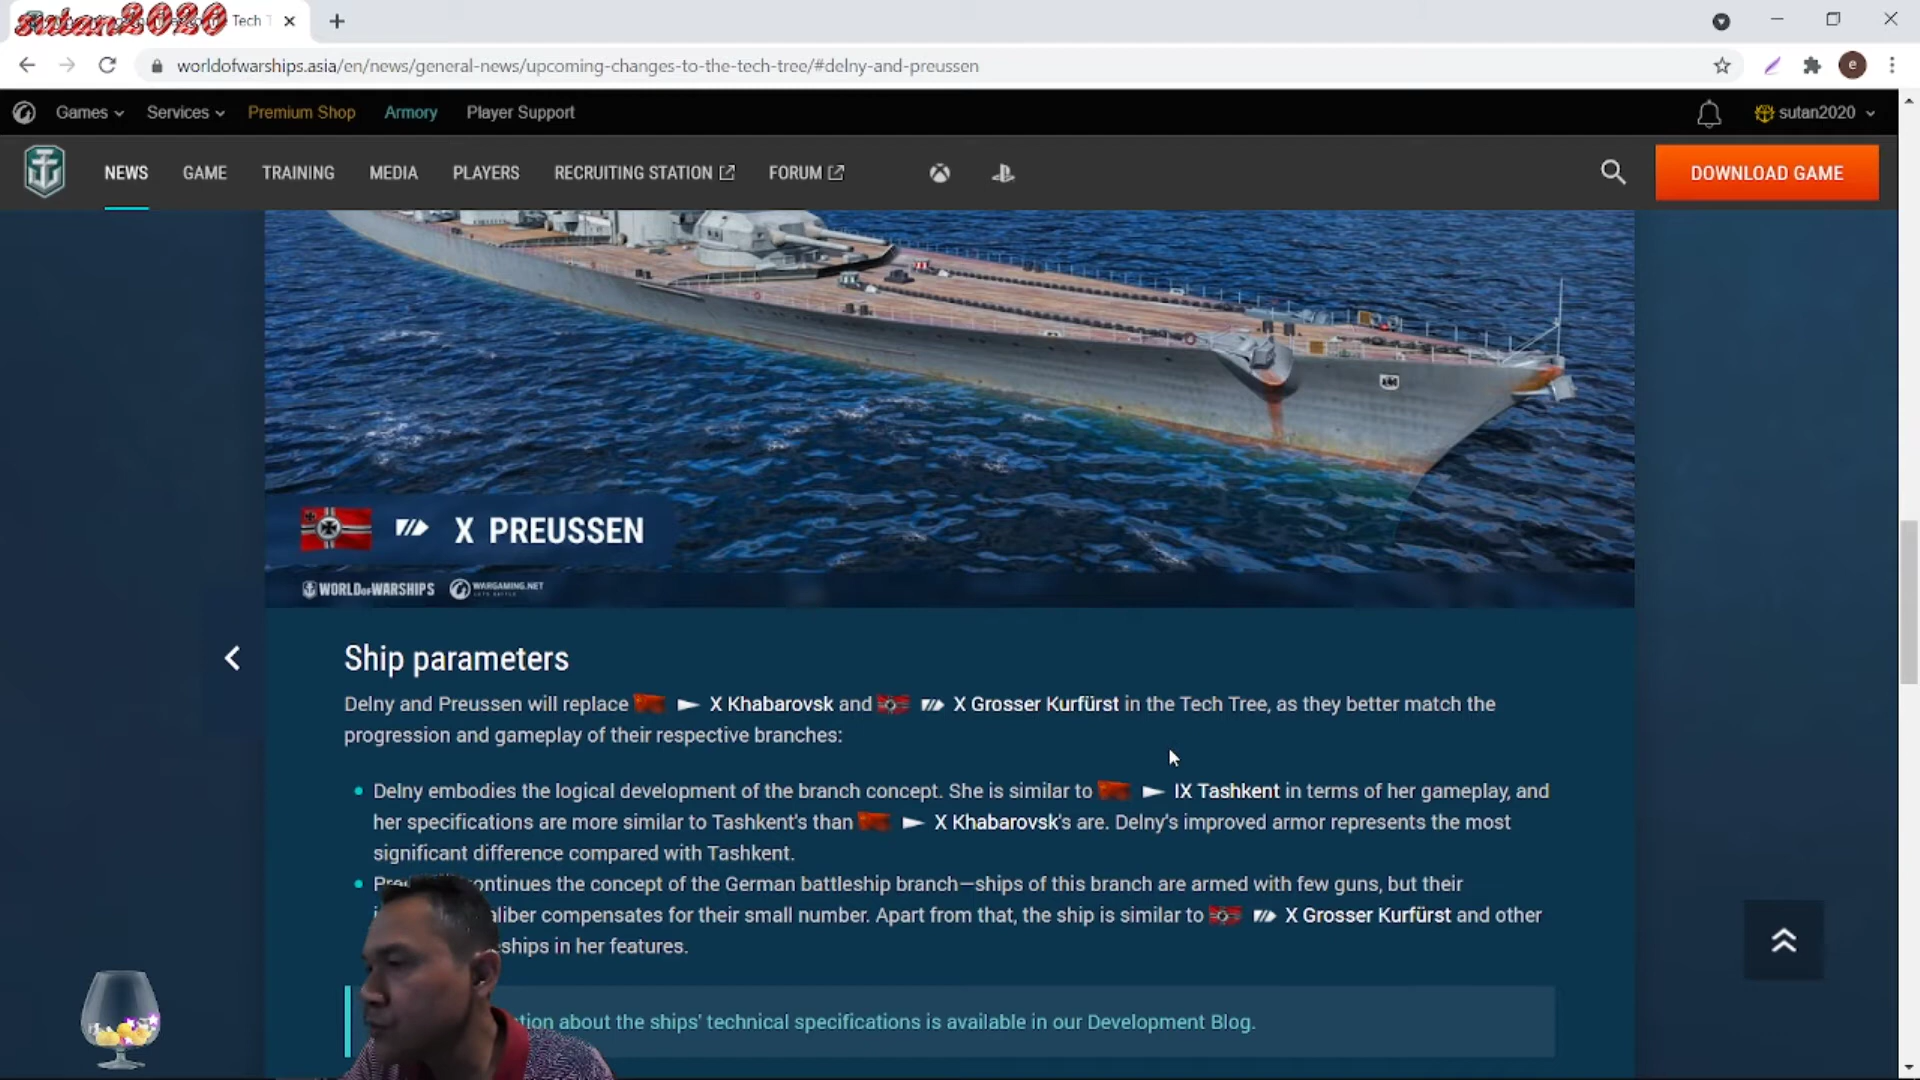 sutan2020
Tech T
worldofwarships.asia/en/news/general-news/upcoming-changes-to-the-tech-tree/#delny-and-preussen
e
Games Services Premium Shop Armory Player Support
sutan2020
NEWS GAME TRAINING MEDIA PLAYERS RECRUITING STATION FORUM
DOWNLOAD GAME
X PREUSSEN
WORLD OF WARSHIPS WARGAMING.NET
LET'S BATTLE
Ship parameters
Delny and Preussen will replace X Khabarovsk and X Grosser Kurfürst in the Tech Tree, as they better match the
progression and gameplay of their respective branches:
Delny embodies the logical development of the branch concept. She is similar to IX Tashkent in terms of her gameplay, and
her specifications are more similar to Tashkent's than X Khabarovsk's are. Delny's improved armor represents the most
significant difference compared with Tashkent.
continues the concept of the German battleship branch—ships of this branch are armed with few guns, but their
aliber compensates for their small number. Apart from that, the ship is similar to X Grosser Kurfürst and other
ships in her features.
tion about the ships' technical specifications is available in our Development Blog.